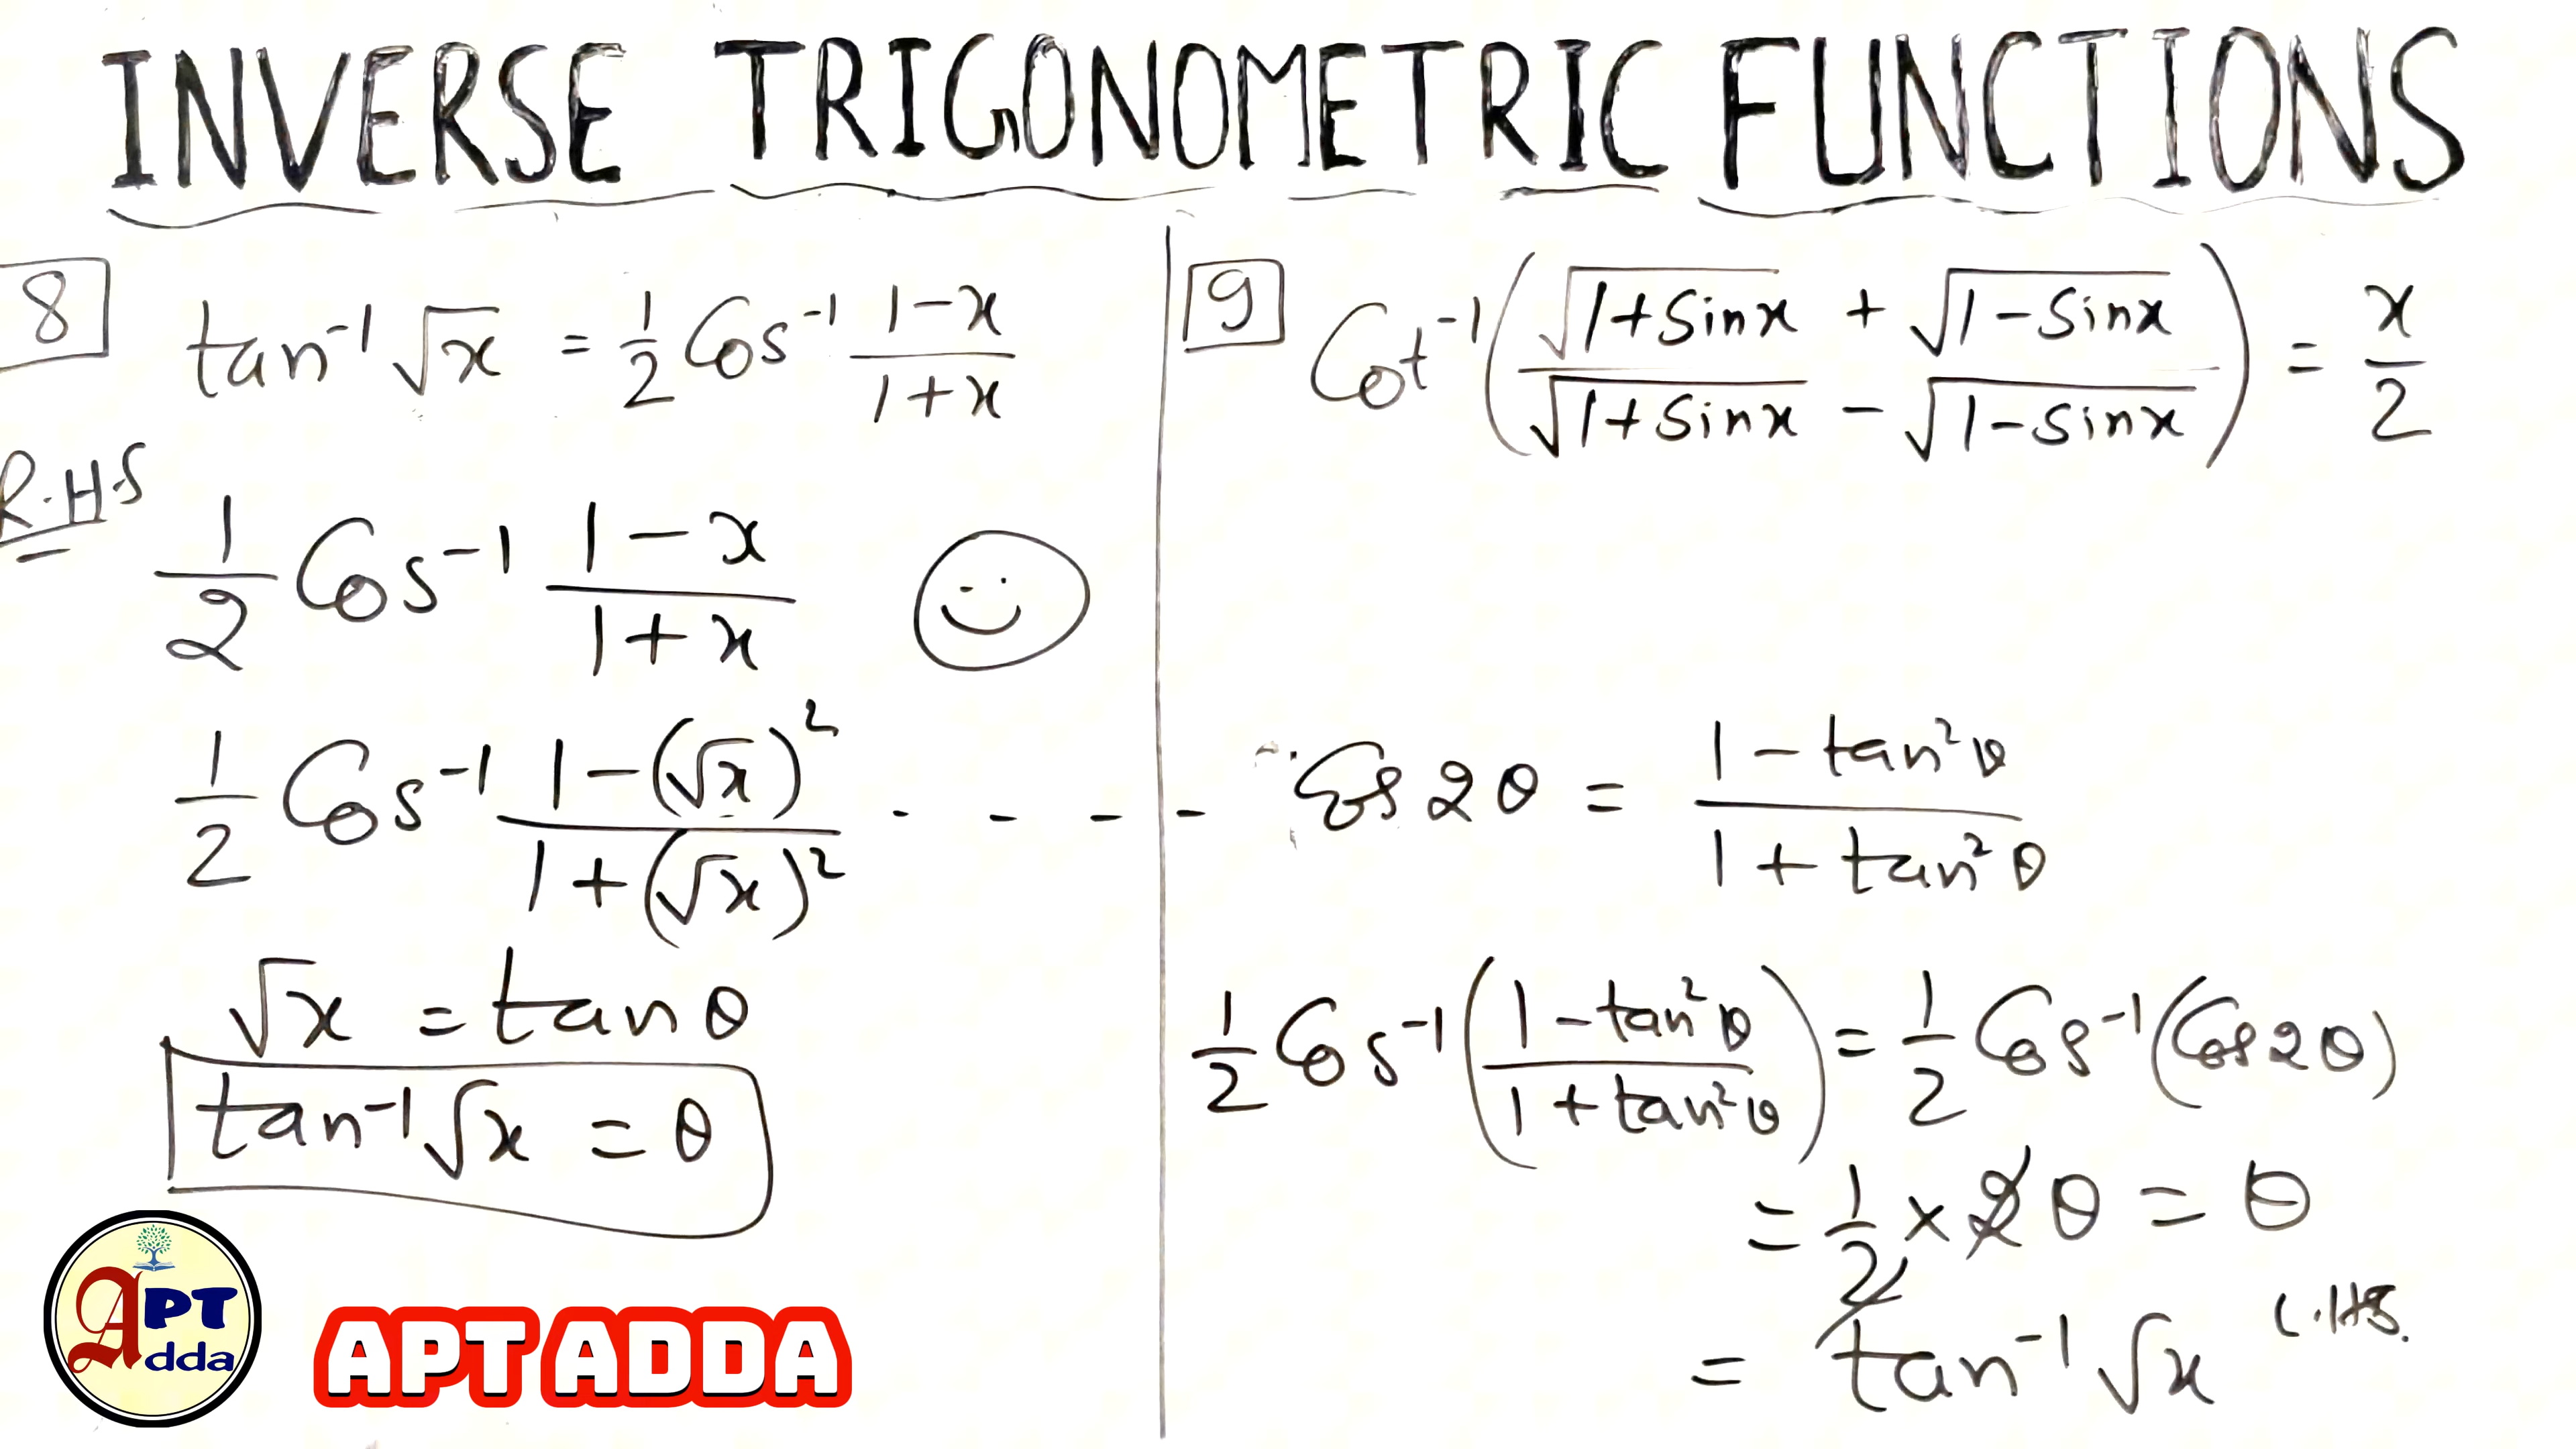 INVERSE TRIGONOMETRIC FUNCTIONS
8
tan⁻¹ √x = 1/2 Cos⁻¹ (1-x)/(1+x)
R.H.S
1/2 Cos⁻¹ (1-x)/(1+x)
1/2 Cos⁻¹ (1-(√x)²)/(1+(√x)²) - - - -
√x = tan θ
tan⁻¹ √x = θ
9
Cot⁻¹ ((√1+Sinx + √1-Sinx)/(√1+Sinx - √1-Sinx)) = x/2
Cos 2θ = (1 - tan²θ)/(1 + tan²θ)
1/2 Cos⁻¹ ((1 - tan²θ)/(1 + tan²θ)) = 1/2 Cos⁻¹ (Cos2θ)
= 1/2 × 2θ = θ
= tan⁻¹ √x L.H.S.
APT
Adda
APT ADDA